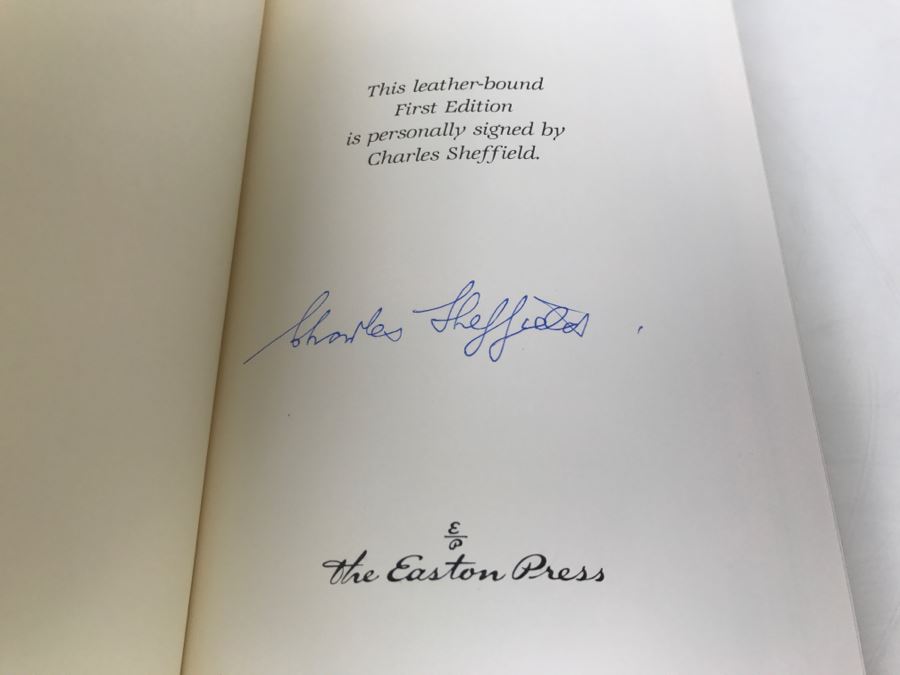 This leather-bound
First Edition
is personally signed by
Charles Sheffield.
Charles Sheffield
E
P
The Easton Press